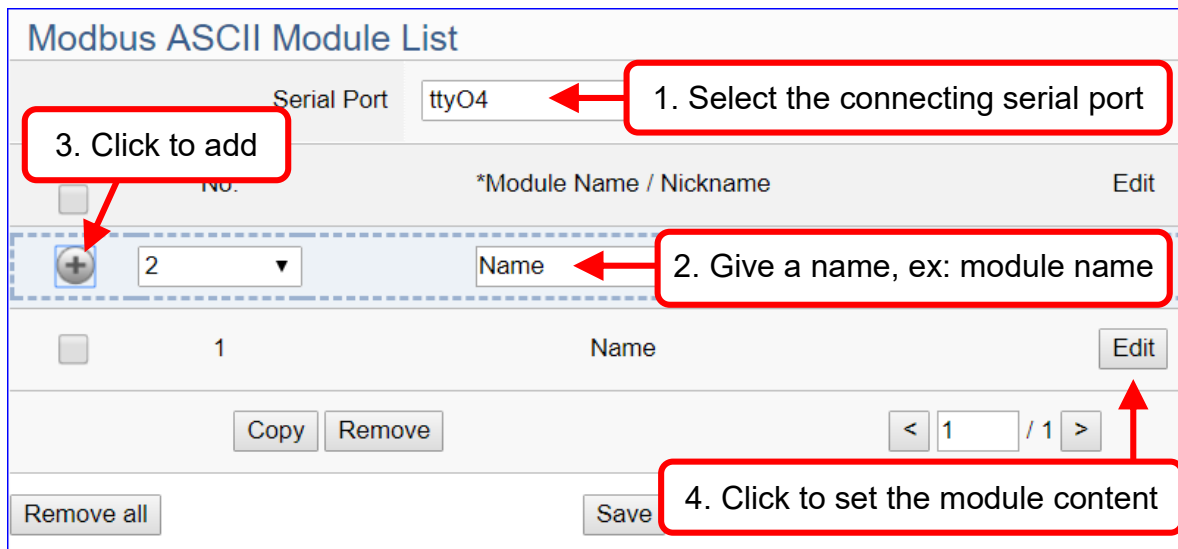 Modbus ASCII Module List
Serial Port ttyO4 1. Select the connecting serial port
3. Click to add
No. *Module Name / Nickname Edit
2 ▼ Name 2. Give a name, ex: module name
1 Name Edit
Copy Remove < 1 / 1 >
4. Click to set the module content
Remove all Save